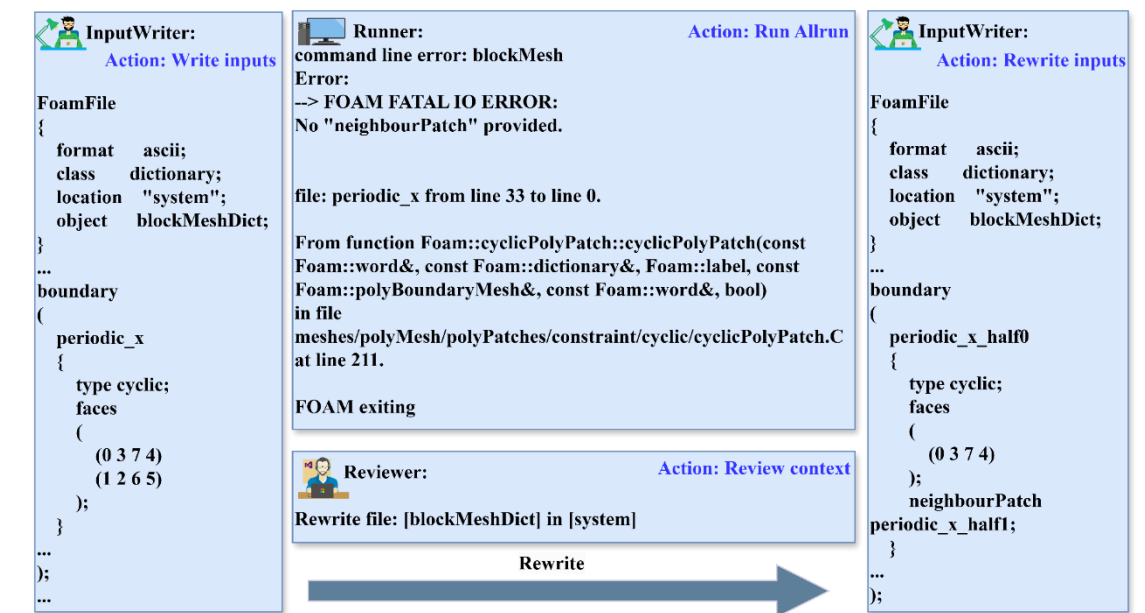 InputWriter:
Action: Write inputs
FoamFile
{
format ascii;
class dictionary;
location "system";
object blockMeshDict;
}
...
boundary
(
periodic_x
{
type cyclic;
faces
(
(0 3 7 4)
(1 2 6 5)
);
}
...
);
...
Runner:
Action: Run Allrun
command line error: blockMesh
Error:
--> FOAM FATAL IO ERROR:
No "neighbourPatch" provided.
file: periodic_x from line 33 to line 0.
From function Foam::cyclicPolyPatch::cyclicPolyPatch(const
Foam::word&, const Foam::dictionary&, Foam::label, const
Foam::polyBoundaryMesh&, const Foam::word&, bool)
in file
meshes/polyMesh/polyPatches/constraint/cyclic/cyclicPolyPatch.C
at line 211.
FOAM exiting
Reviewer:
Action: Review context
Rewrite file: [blockMeshDict] in [system]
Rewrite
InputWriter:
Action: Rewrite inputs
FoamFile
{
format ascii;
class dictionary;
location "system";
object blockMeshDict;
}
...
boundary
(
periodic_x_half0
{
type cyclic;
faces
(
(0 3 7 4)
);
neighbourPatch
periodic_x_half1;
}
...
);